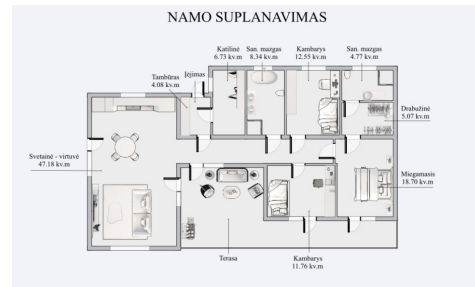 NAMO SUPLANAVIMAS
Katilinė
6.73 kv.m
San. mazgas
8.34 kv.m
Kambarys
12.55 kv.m
San. mazgas
4.77 kv.m
Įėjimas
Tambūras
4.08 kv.m
Drabužinė
5.07 kv.m
Svetainė - virtuvė
47.18 kv.m
Miegamasis
18.70 kv.m
Terasa
Kambarys
11.76 kv.m